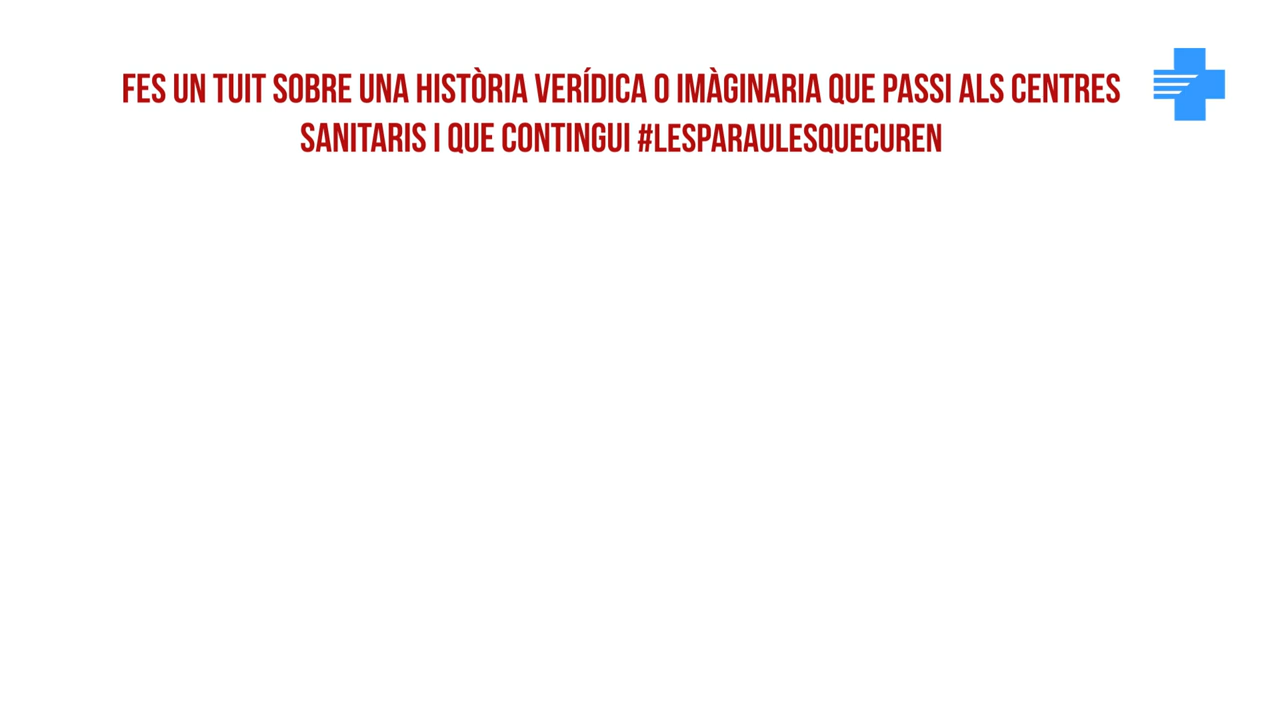 FES UN TUIT SOBRE UNA HISTÒRIA VERÍDICA O IMÀGINARIA QUE PASSI ALS CENTRES
SANITARIS I QUE CONTINGUI #LESPARAULESQUECUREN